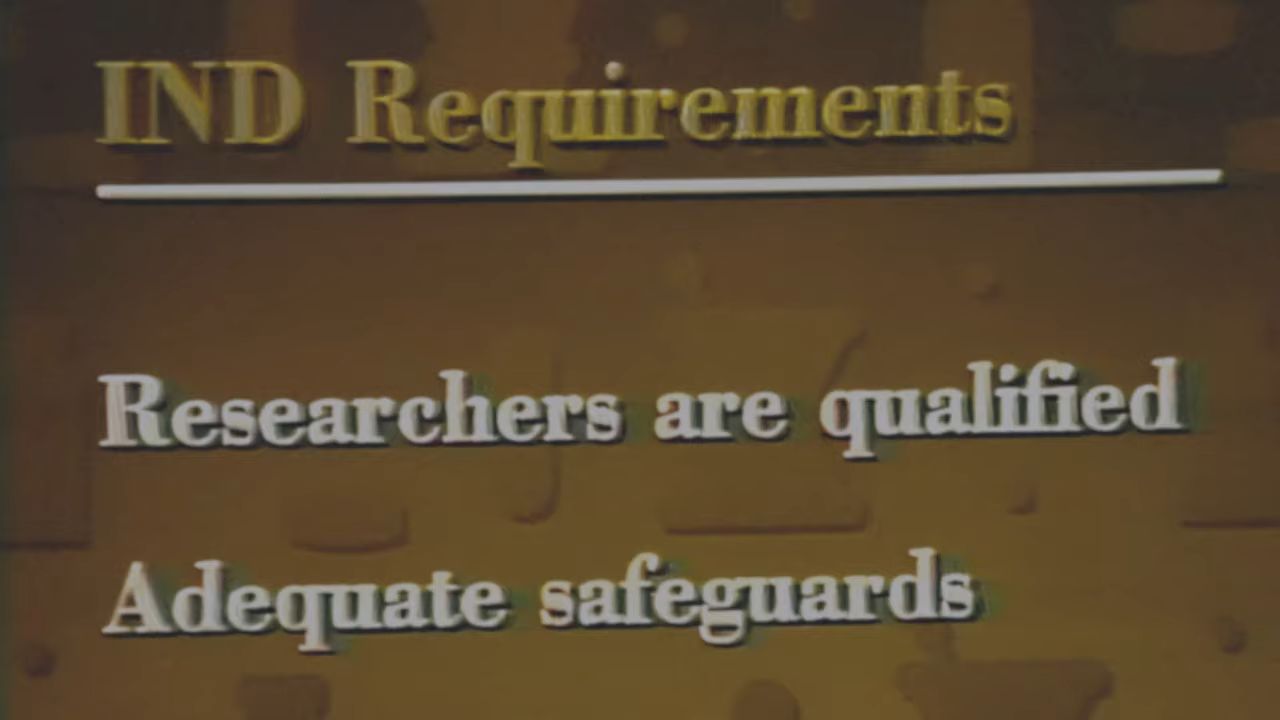 IND Requirements
Researchers are qualified
Adequate safeguards